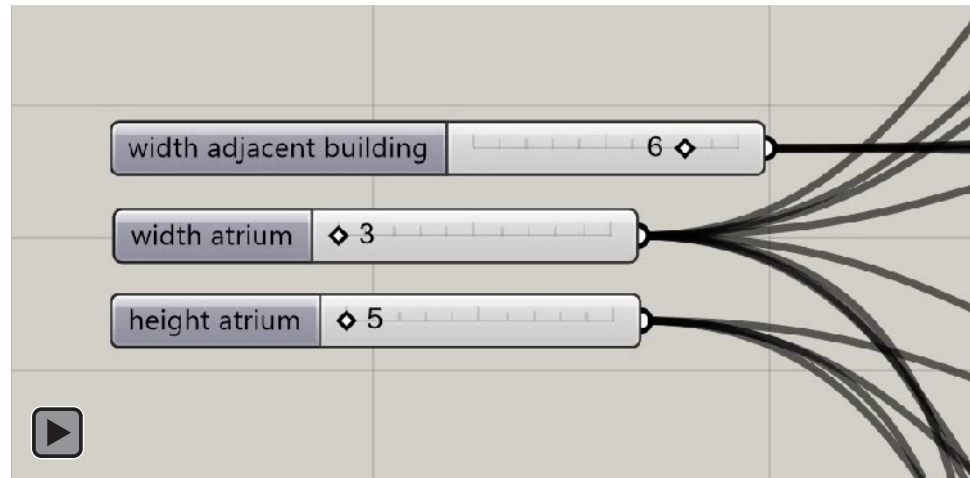 width adjacent building 6
width atrium 3
height atrium 5